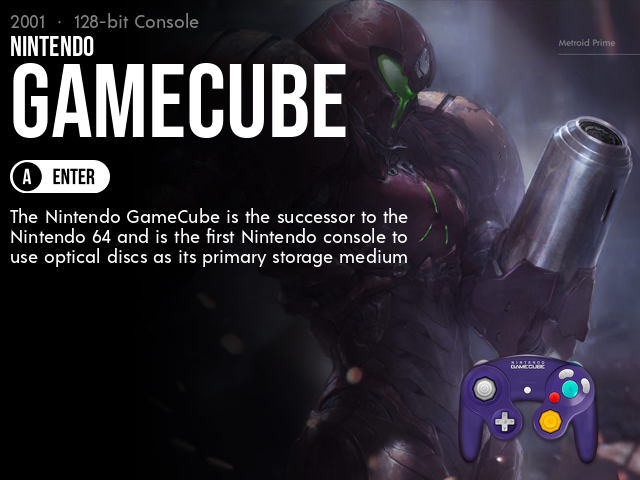 2001 · 128-bit Console
NINTENDO
Metroid Prime
GAMECUBE
A ENTER
The Nintendo GameCube is the successor to the
Nintendo 64 and is the first Nintendo console to
use optical discs as its primary storage medium
NINTENDO
GAMECUBE